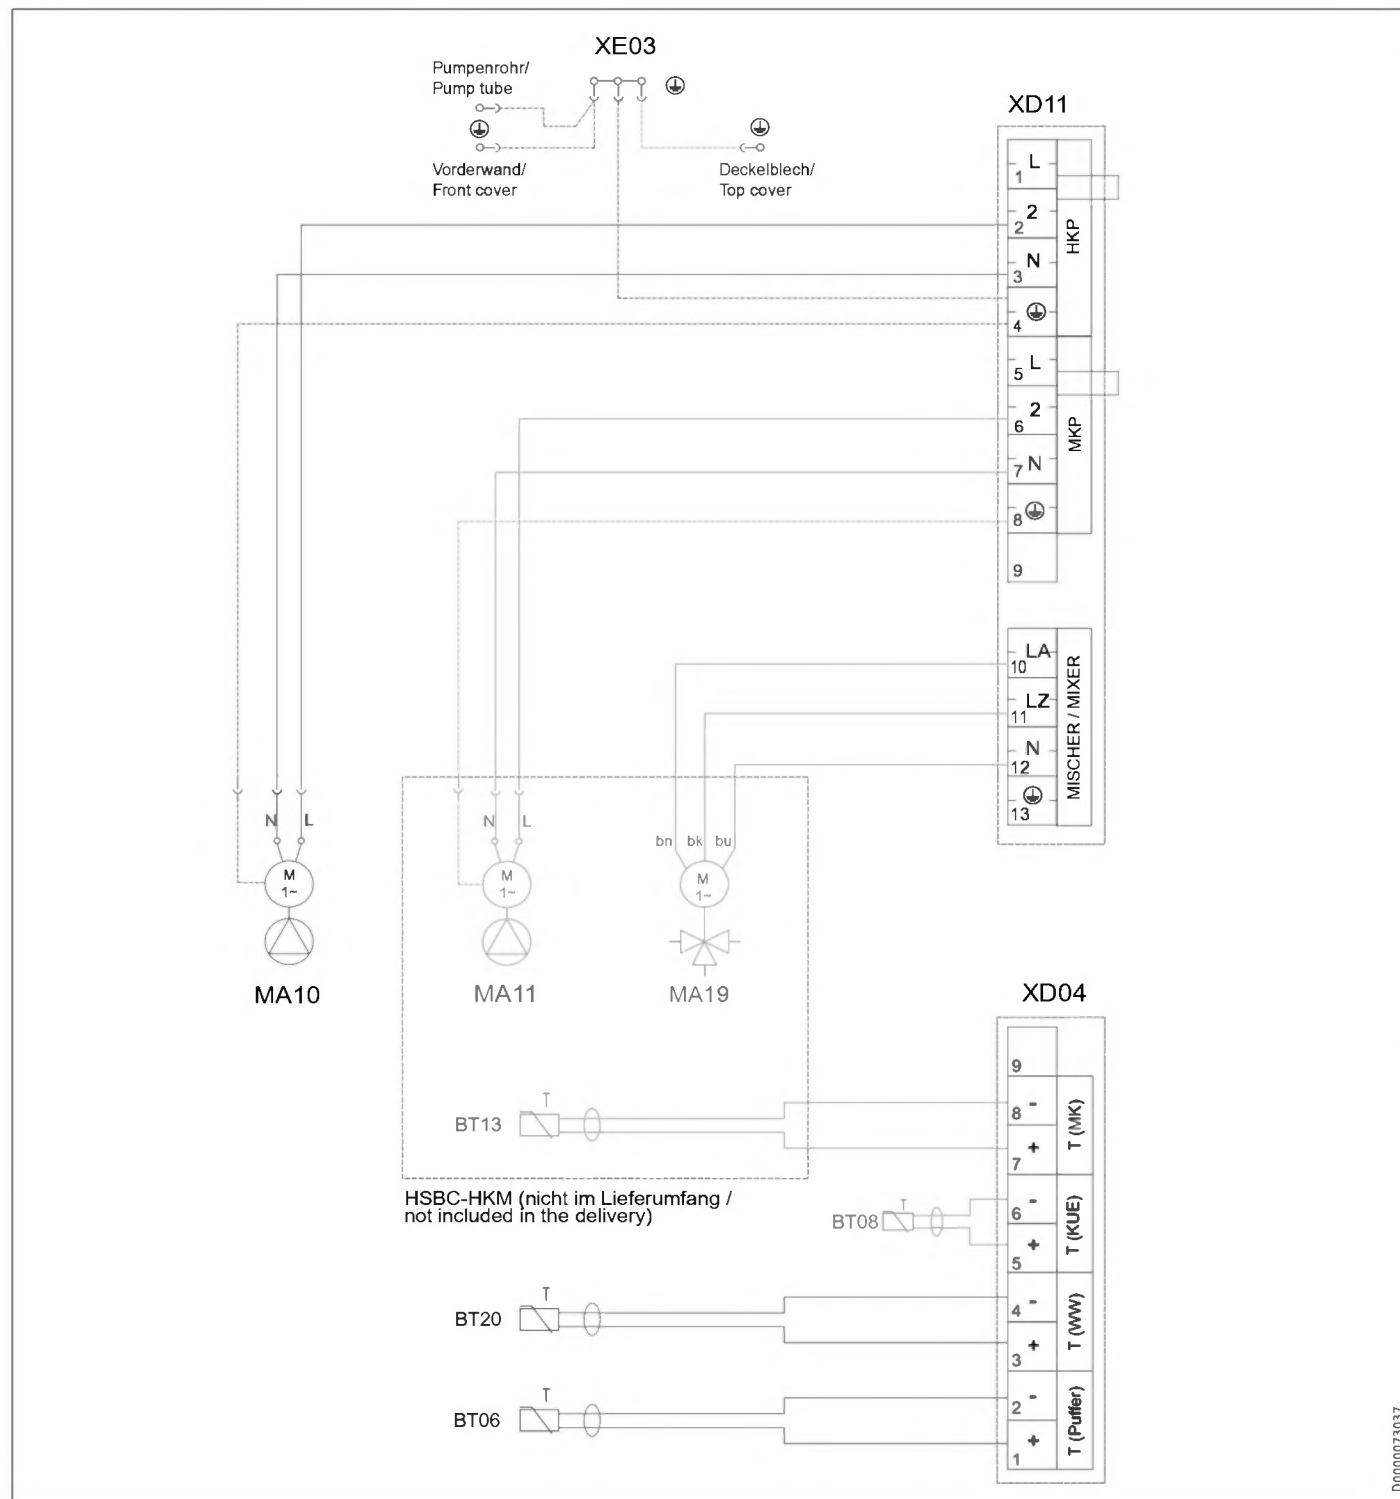 XE03
Pumpenrohr/
Pump tube
Vorderwand/
Front cover
Deckelblech/
Top cover
XD11
L
1
2
2
N
3
4
HKP
L
5
2
6
N
7
8
MKP
9
LA
10
LZ
11
N
12
13
MISCHER / MIXER
N L
M
1~
MA10
N L
M
1~
MA11
bn bk bu
M
1~
MA19
XD04
9
8 -
+
7
T (MK)
6 -
+
5
T (KUE)
4 -
+
3
T (WW)
2 -
+
1
T (Puffer)
T
BT13
HSBC-HKM (nicht im Lieferumfang /
not included in the delivery)
T
BT08
T
BT20
T
BT06
D0000073037